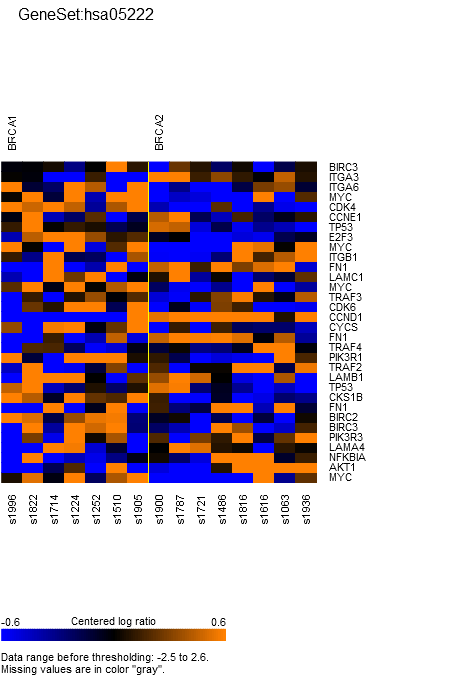 GeneSet:hsa05222
BRCA1
BRCA2
BIRC3
ITGA3
ITGA6
MYC
CDK4
CCNE1
TP53
E2F3
MYC
ITGB1
FN1
LAMC1
MYC
TRAF3
CDK6
CCND1
CYCS
FN1
TRAF4
PIK3R1
TRAF2
LAMB1
TP53
CKS1B
FN1
BIRC2
BIRC3
PIK3R3
LAMA4
NFKBIA
AKT1
MYC
s1996
s1822
s1714
s1224
s1252
s1510
s1905
s1900
s1787
s1721
s1486
s1816
s1616
s1063
s1936
-0.6 Centered log ratio 0.6
Data range before thresholding: -2.5 to 2.6.
Missing values are in color "gray".